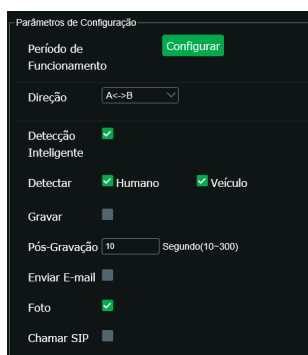 Parâmetros de Configuração
Período de Funcionamento
Configurar
Direção
A<->B
Detecção Inteligente
Detectar
Humano
Veículo
Gravar
Pós-Gravação
10
Segundo(10~300)
Enviar E-mail
Foto
Chamar SIP